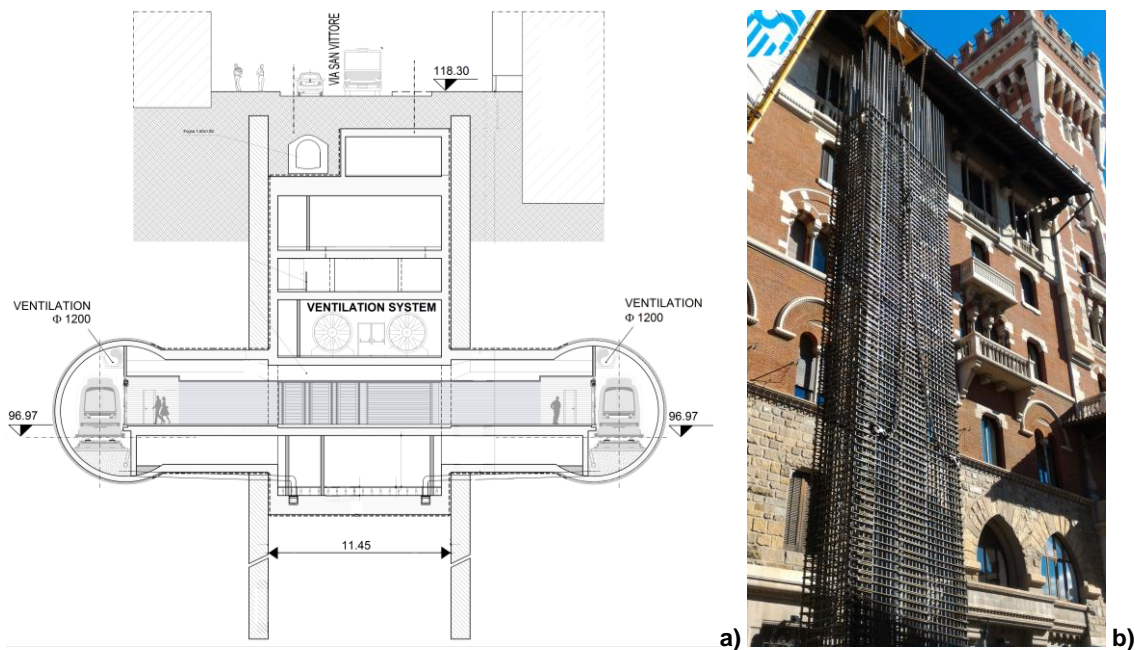 VIA SAN VITTORE
118.30
VENTILATION
Φ 1200
VENTILATION SYSTEM
VENTILATION
Φ 1200
96.97
96.97
11.45
a)
b)